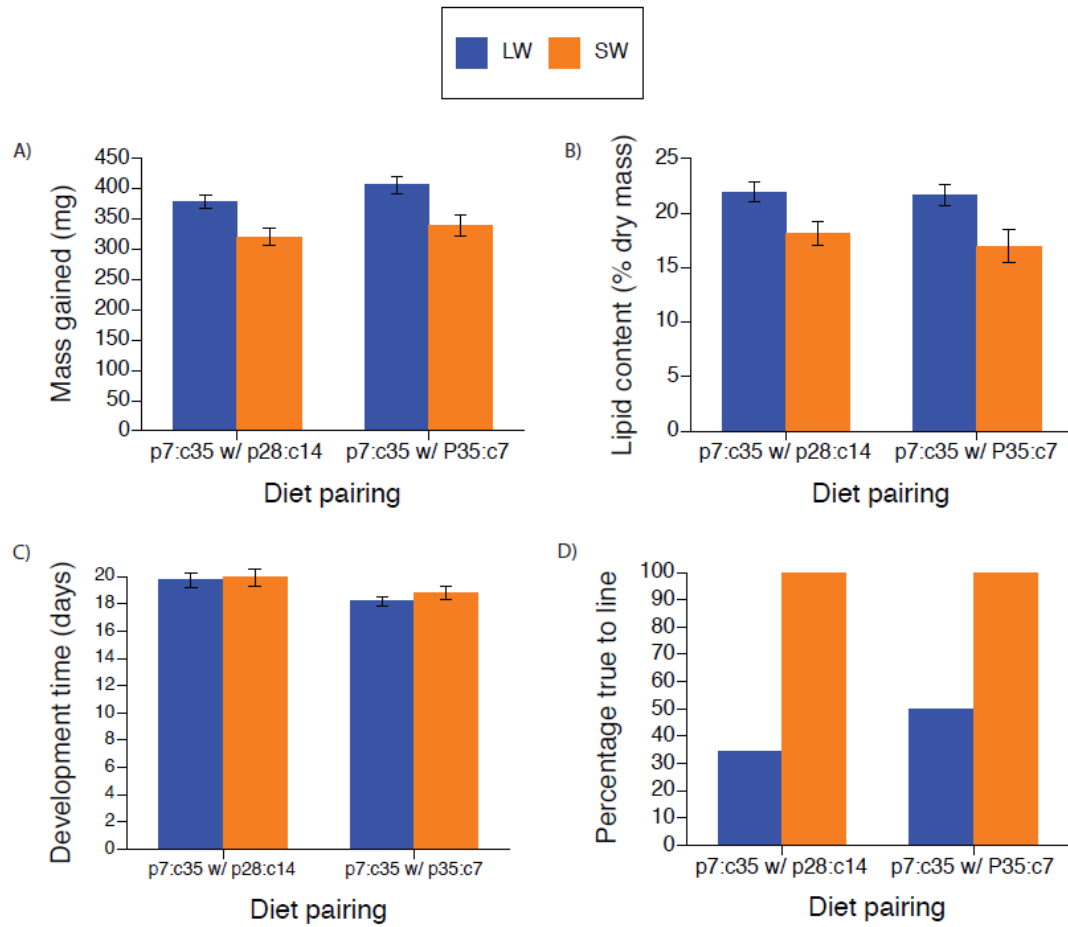 LW SW
A)
Mass gained (mg)
450
400
350
300
250
200
150
100
50
0
p7:c35 w/ p28:c14 p7:c35 w/ P35:c7
Diet pairing
B)
Lipid content (% dry mass)
25
20
15
10
5
0
p7:c35 w/ p28:c14 p7:c35 w/ P35:c7
Diet pairing
C)
Development time (days)
20
18
16
14
12
10
8
6
4
2
0
p7:c35 w/ p28:c14 p7:c35 w/ p35:c7
Diet pairing
D)
Percentage true to line
100
90
80
70
60
50
40
30
20
10
0
p7:c35 w/ p28:c14 p7:c35 w/ P35:c7
Diet pairing